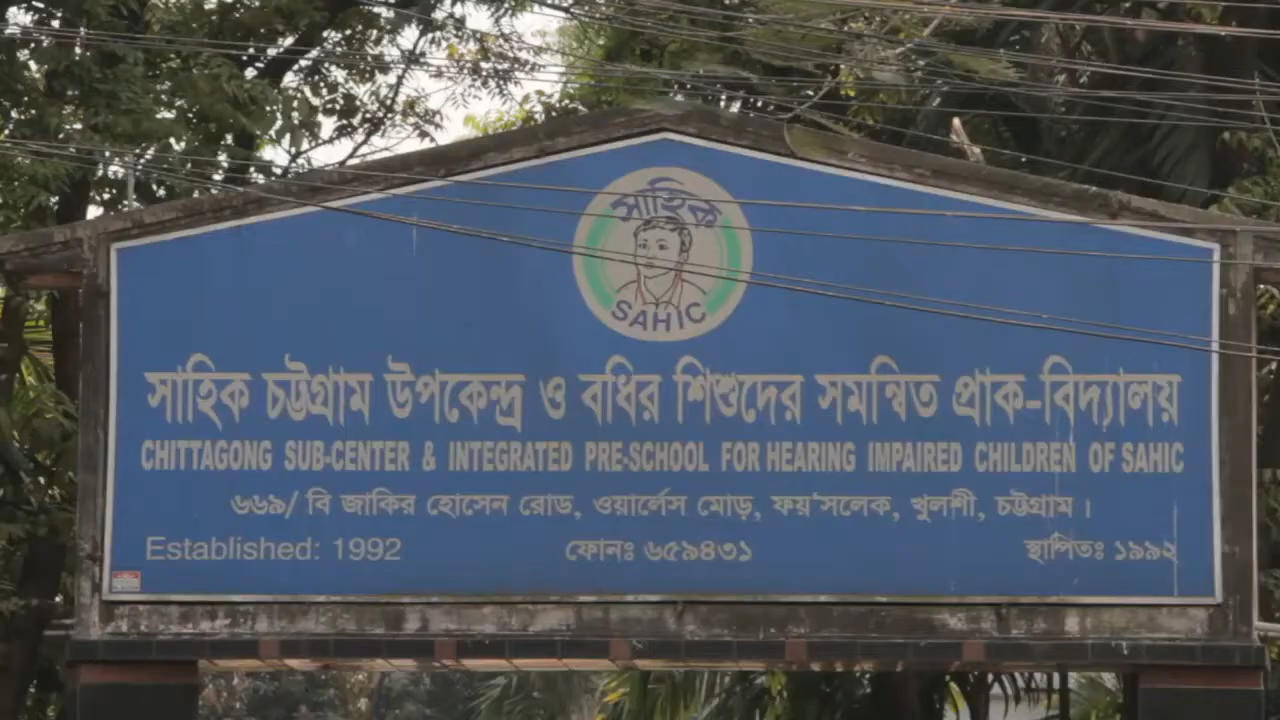 সাহিক
SAHIC
সাহিক চট্টগ্রাম উপকেন্দ্র ও বধির শিশুদের সমন্বিত প্রাক-বিদ্যালয়
CHITTAGONG SUB-CENTER & INTEGRATED PRE-SCHOOL FOR HEARING IMPAIRED CHILDREN OF SAHIC
৬৬৯/ বি জাকির হোসেন রোড, ওয়ার্লেস মোড়, ফয়'সলেক, খুলশী, চট্টগ্রাম ।
Established: 1992 ফোনঃ ৬৫৯৪৩১ স্থাপিতঃ ১৯৯২